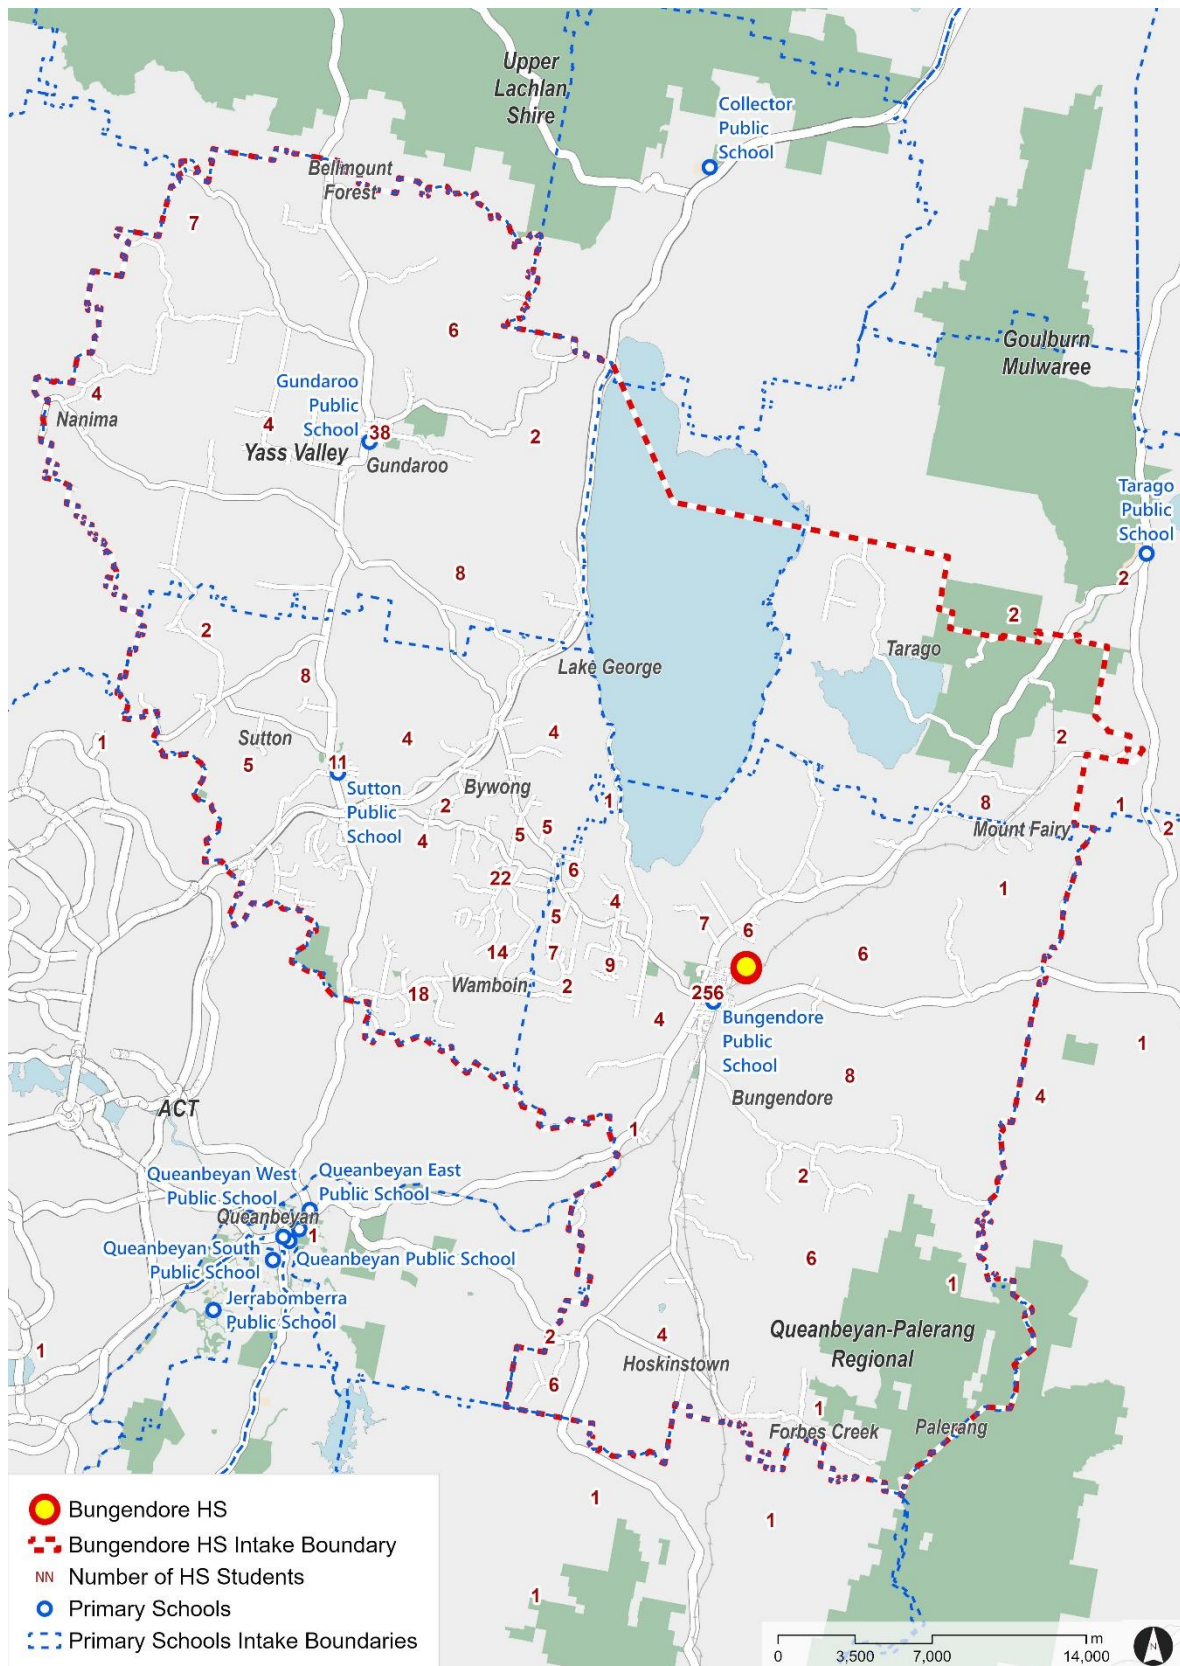 Upper
Lachlan
Shire
Collector
Public
School
Bellmount
Forest
7
6
Goulburn
Mulwaree
4
Nanima
Gundaroo
Public
School
4
38
Yass Valley
Gundaroo
2
Tarago
Public
School
2
8
2
2
Tarago
Lake George
8
1
Sutton
5
4
4
2
11
Sutton
Public
School
Bywong
2
1
8
1
Mount Fairy
2
4
5
5
6
22
4
1
5
7
6
14
7
9
6
Wamboin
2
18
256
4
Bungendore
Public
School
1
8
Bungendore
4
ACT
1
Queanbeyan West
Public School
Queanbeyan East
Public School
2
Queanbeyan
1
Queanbeyan South
Public School
Queanbeyan Public School
6
1
Jerrabomberra
Public School
1
2
4
Hoskinstown
Queanbeyan-Palerang
Regional
6
1
Forbes Creek
Palerang
1
1
1
Bungendore HS
Bungendore HS Intake Boundary
NN Number of HS Students
Primary Schools
Primary Schools Intake Boundaries
m
0 3,500 7,000 14,000
N